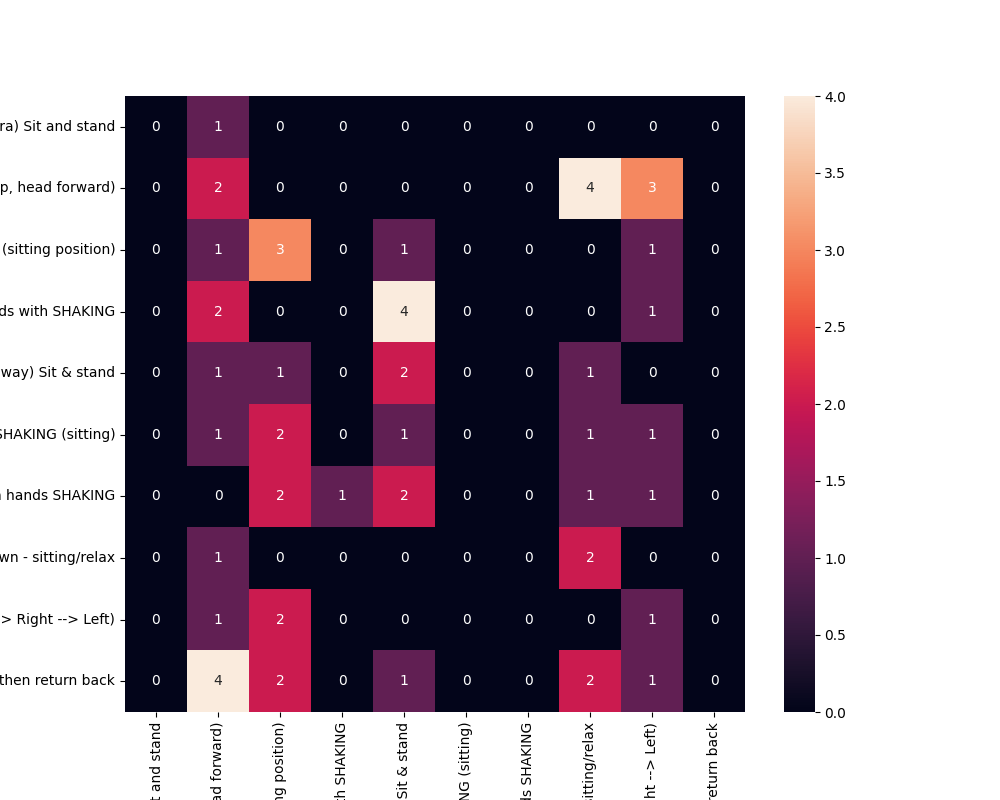 ra) Sit and stand 0 1 0 0 0 0 0 0 0 0
p, head forward) 0 2 0 0 0 0 0 4 3 0
(sitting position) 0 1 3 0 1 0 0 0 1 0
ds with SHAKING 0 2 0 0 4 0 0 0 1 0
way) Sit & stand 0 1 1 0 2 0 0 1 0 0
SHAKING (sitting) 0 1 2 0 1 0 0 1 1 0
hands SHAKING 0 0 2 1 2 0 0 1 1 0
wn - sitting/relax 0 1 0 0 0 0 0 2 0 0
> Right --> Left) 0 1 2 0 0 0 0 0 1 0
then return back 0 4 2 0 1 0 0 2 1 0
t and stand
ad forward)
ng position)
th SHAKING
Sit & stand
NG (sitting)
ds SHAKING
sitting/relax
ht --> Left)
return back
4.0
3.5
3.0
2.5
2.0
1.5
1.0
0.5
0.0